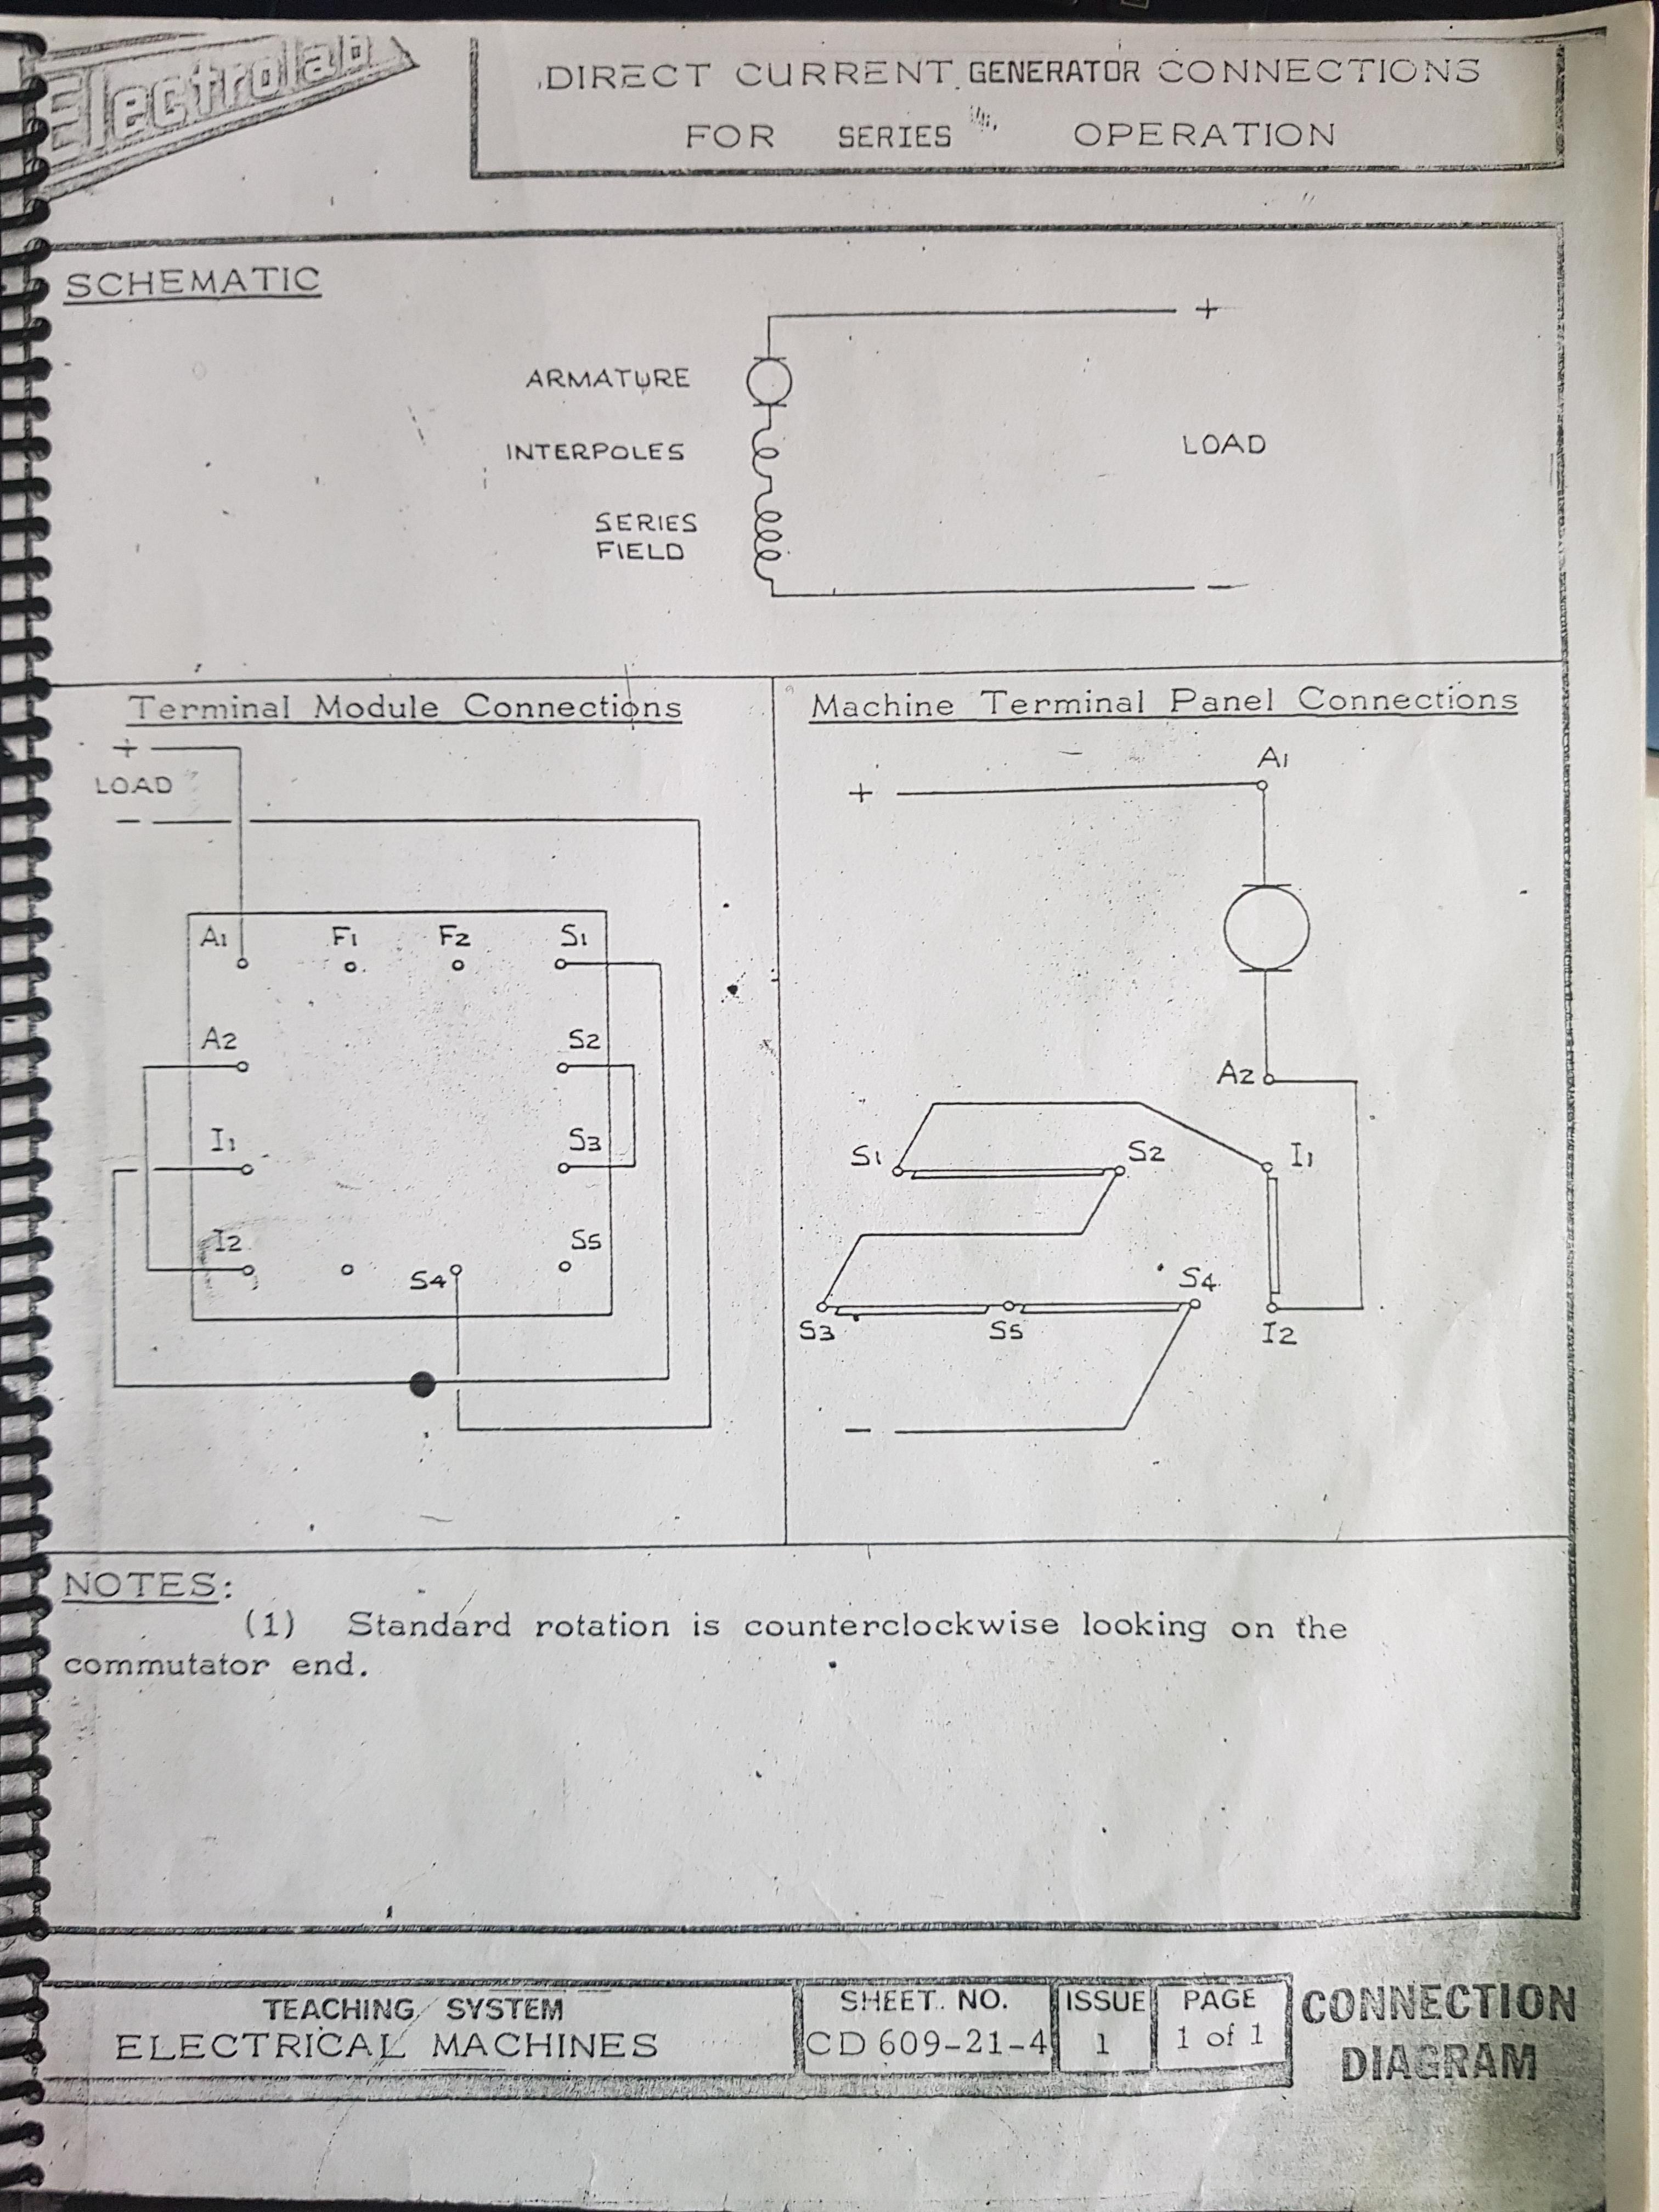 Electrolab
DIRECT CURRENT GENERATOR CONNECTIONS
FOR SERIES OPERATION
SCHEMATIC
+
ARMATURE
INTERPOLES
LOAD
SERIES
FIELD
−
Terminal Module Connections
+
LOAD
−
A1 F1 F2 S1
A2 S2
I1 S3
I2 S4 S5
Machine Terminal Panel Connections
A1
+
A2
S1 S2 I1
S4
S3 S5 I2
−
NOTES:
(1) Standard rotation is counterclockwise looking on the
commutator end.
TEACHING SYSTEM
ELECTRICAL MACHINES
SHEET. NO.
CD 609-21-4
ISSUE
1
PAGE
1 of 1
CONNECTION
DIAGRAM